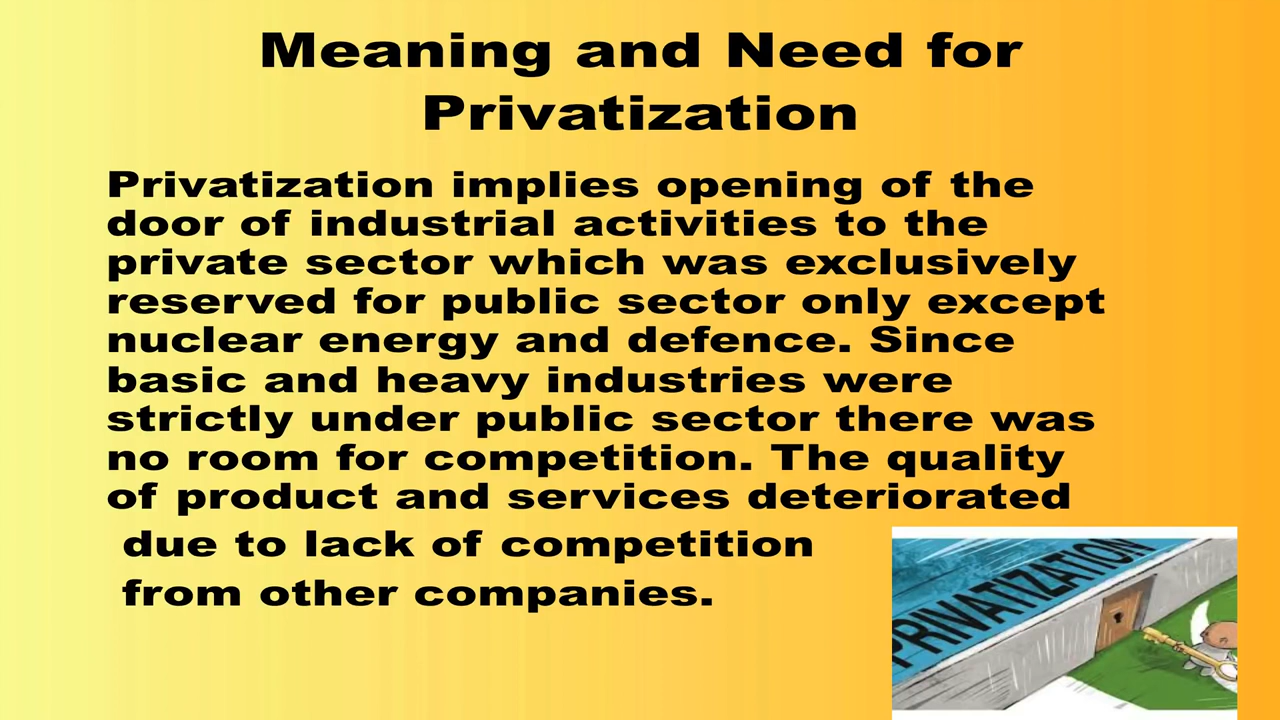 Meaning and Need for
Privatization
Privatization implies opening of the
door of industrial activities to the
private sector which was exclusively
reserved for public sector only except
nuclear energy and defence. Since
basic and heavy industries were
strictly under public sector there was
no room for competition. The quality
of product and services deteriorated
due to lack of competition
from other companies.
PRIVATIZATION